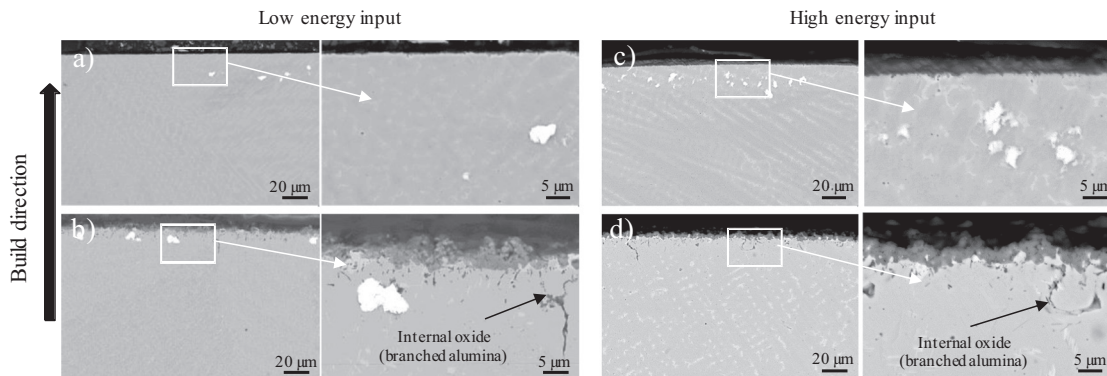 Low energy input
High energy input
Build direction
a)
20 μm
5 μm
c)
20 μm
5 μm
b)
Internal oxide
(branched alumina)
20 μm
5 μm
d)
Internal oxide
(branched alumina)
20 μm
5 μm